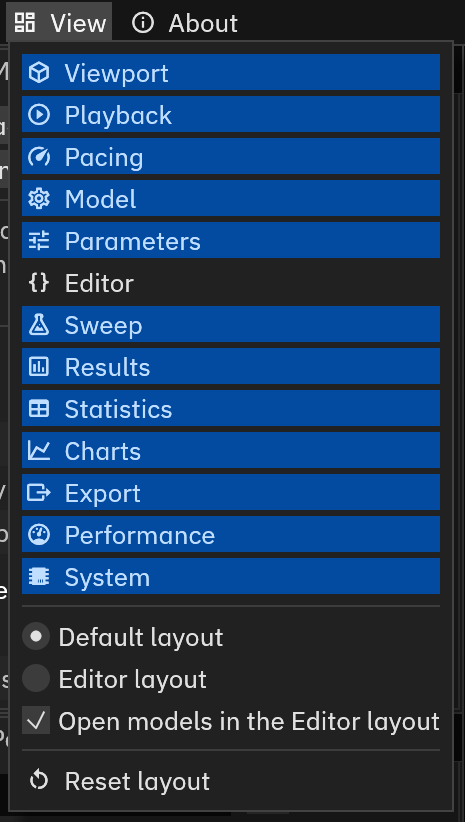 View About
Viewport
Playback
Pacing
Model
Parameters
Editor
Sweep
Results
Statistics
Charts
Export
Performance
System
Default layout
Editor layout
Open models in the Editor layout
Reset layout